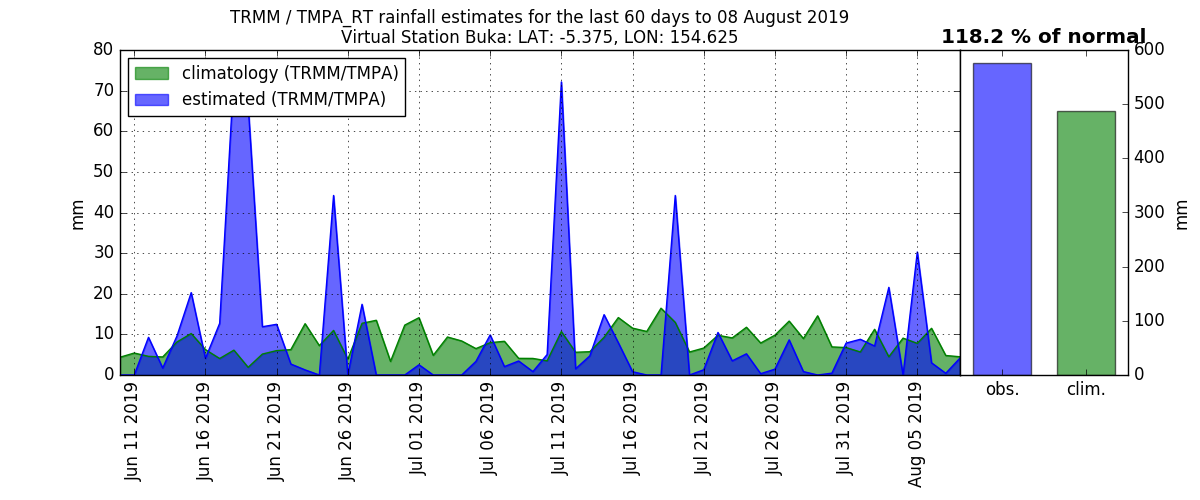 TRMM / TMPA_RT rainfall estimates for the last 60 days to 08 August 2019
Virtual Station Buka: LAT: -5.375, LON: 154.625
118.2 % of normal
climatology (TRMM/TMPA)
estimated (TRMM/TMPA)
80
70
60
50
40
30
20
10
0
mm
Jun 11 2019
Jun 16 2019
Jun 21 2019
Jun 26 2019
Jul 01 2019
Jul 06 2019
Jul 11 2019
Jul 16 2019
Jul 21 2019
Jul 26 2019
Jul 31 2019
Aug 05 2019
obs.
clim.
600
500
400
300
200
100
0
mm